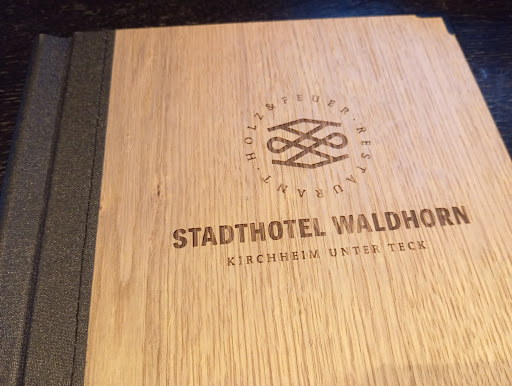 HOLZ&FEUER · RESTAURANT ·
STADTHOTEL WALDHORN
KIRCHHEIM UNTER TECK